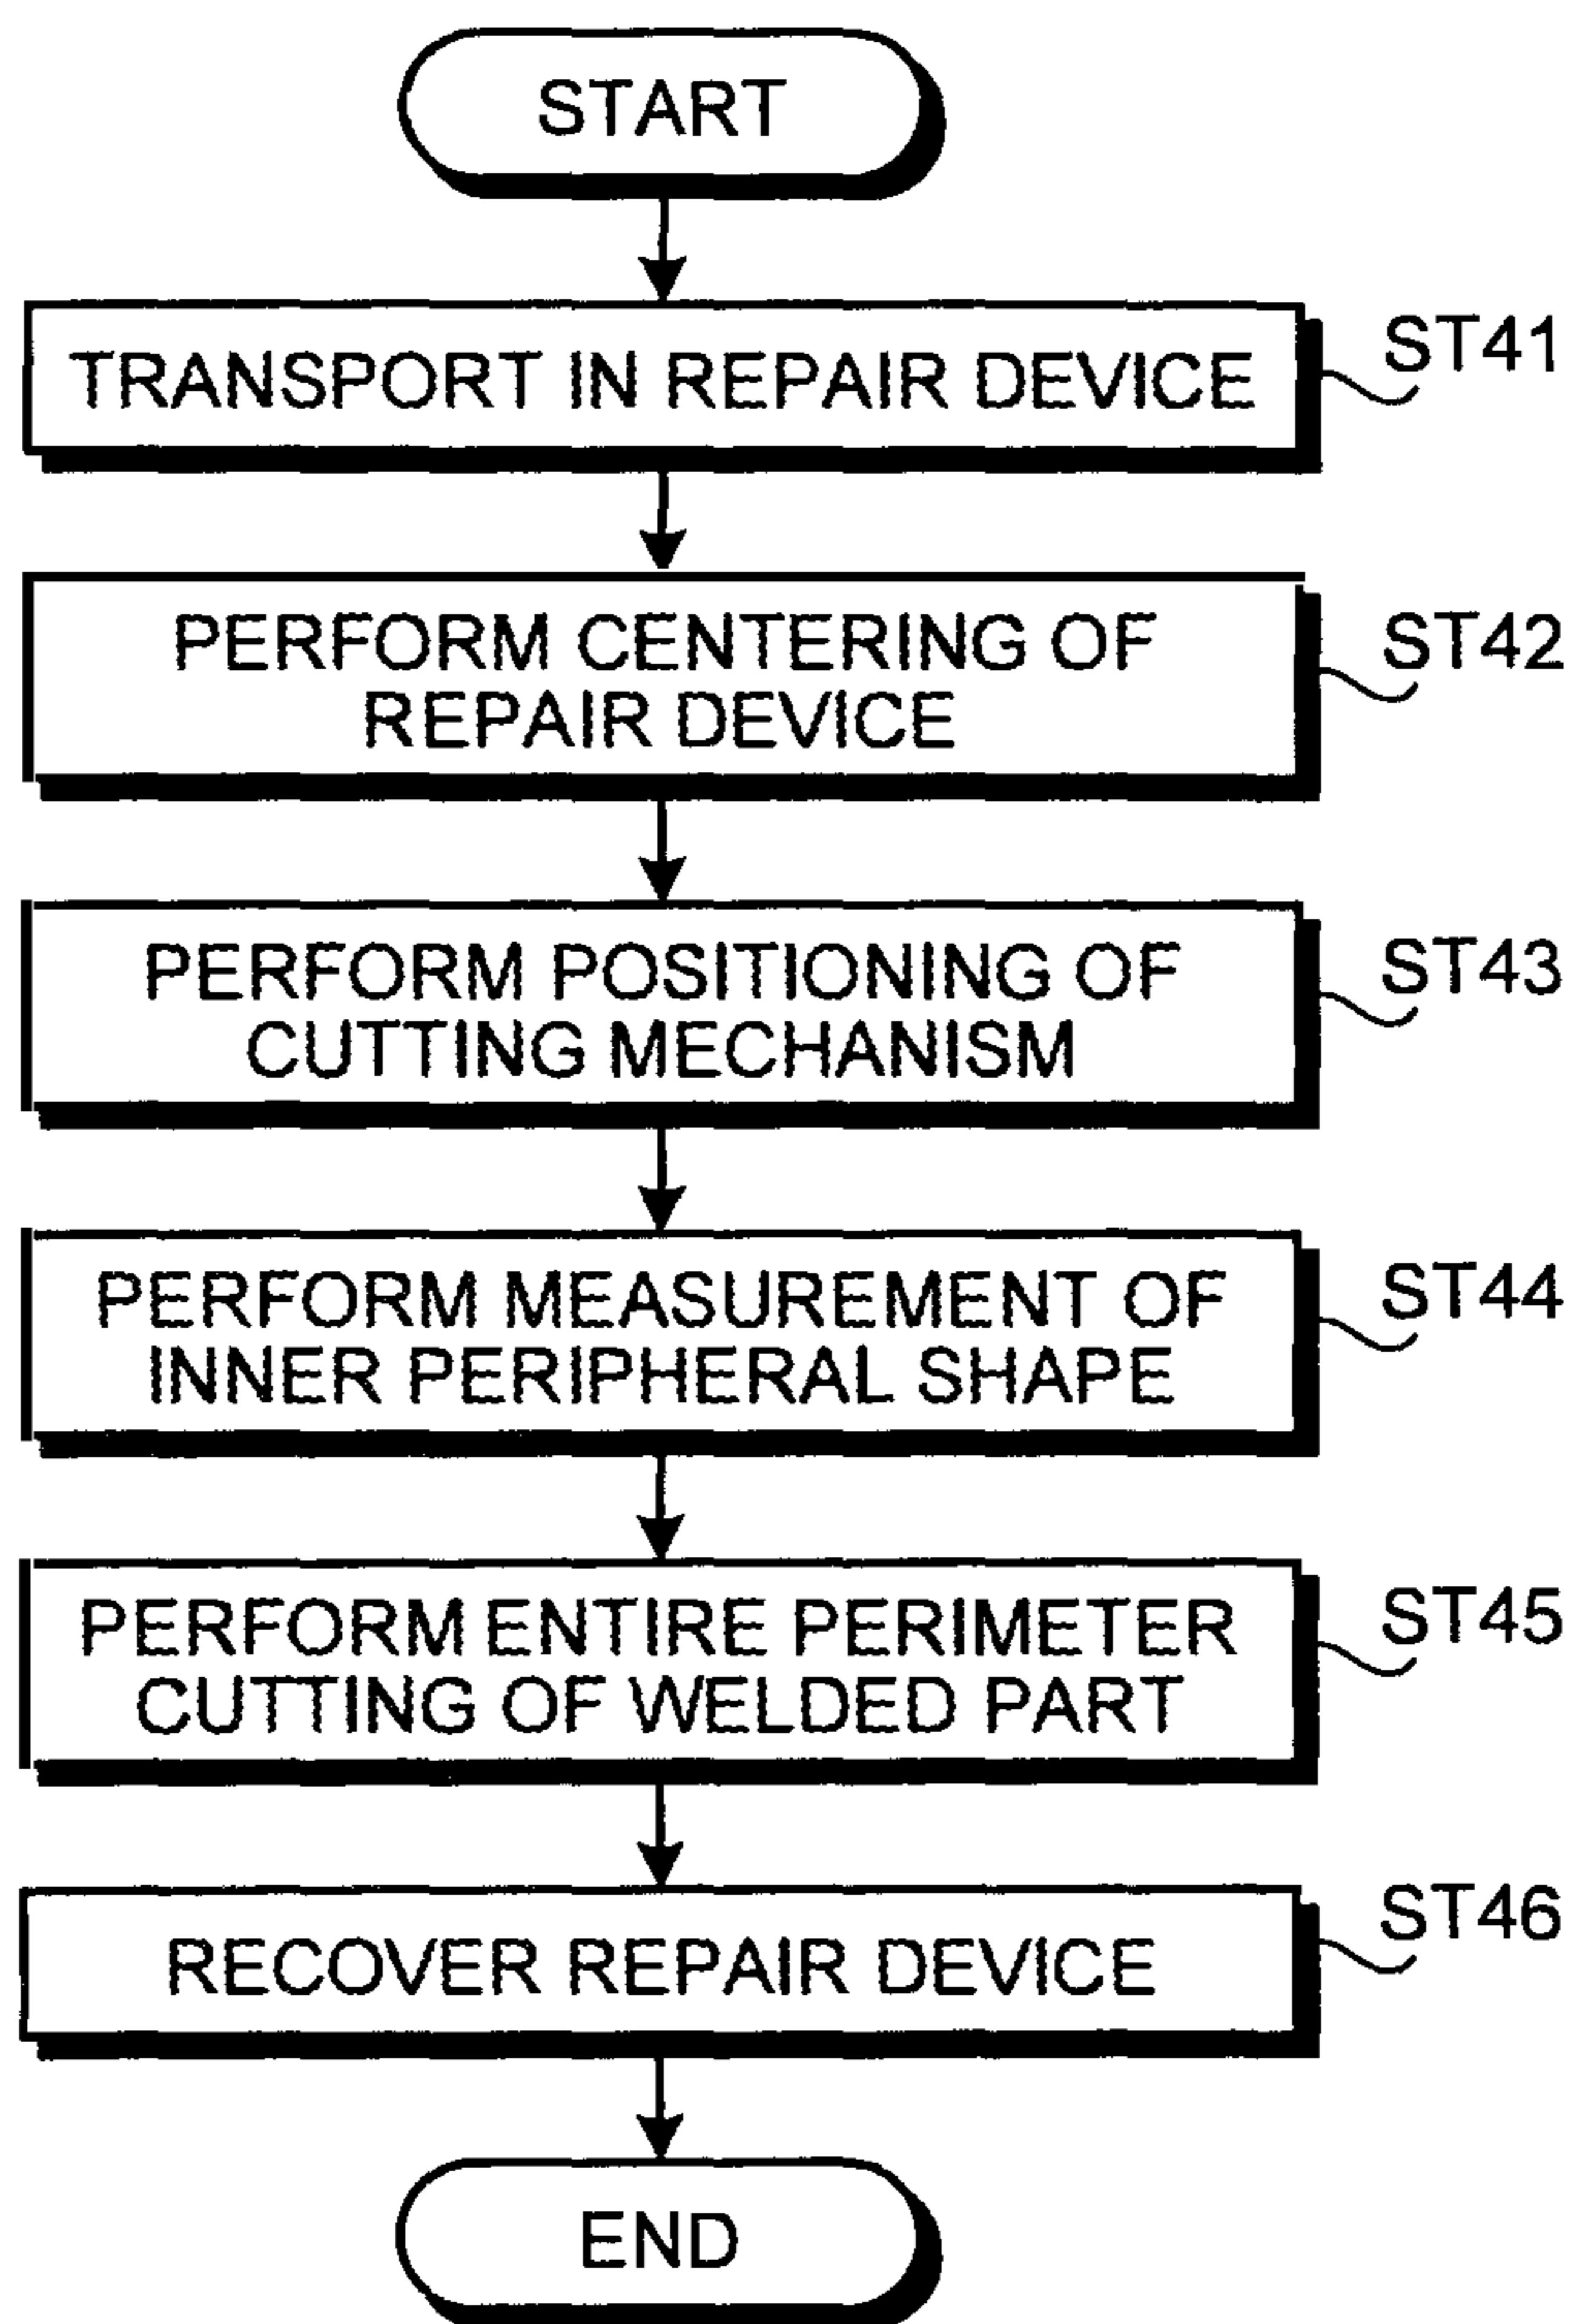 START
TRANSPORT IN REPAIR DEVICE
ST41
PERFORM CENTERING OF
REPAIR DEVICE
ST42
PERFORM POSITIONING OF
CUTTING MECHANISM
ST43
PERFORM MEASUREMENT OF
INNER PERIPHERAL SHAPE
ST44
PERFORM ENTIRE PERIMETER
CUTTING OF WELDED PART
ST45
RECOVER REPAIR DEVICE
ST46
END